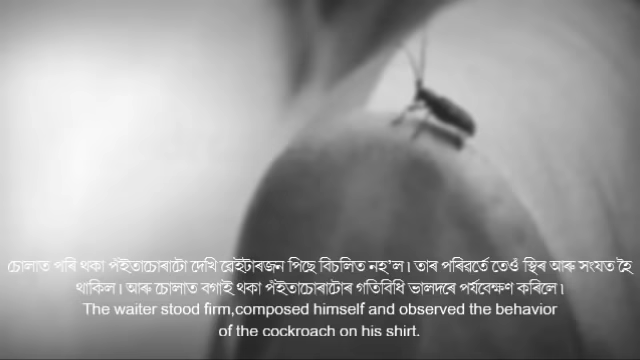 চোলাত পৰি থকা পঁইতাচোৰাটো দেখি ৱেইটাৰজন পিছে বিচলিত নহ'ল। তাৰ পৰিৱৰ্তে তেওঁ স্থিৰ আৰু সংযত হৈ
থাকিল। আৰু চোলাত বগাই থকা পঁইতাচোৰাটোৰ গতিবিধি ভালদৰে পৰ্যবেক্ষণ কৰিলে।
The waiter stood firm,composed himself and observed the behavior
of the cockroach on his shirt.